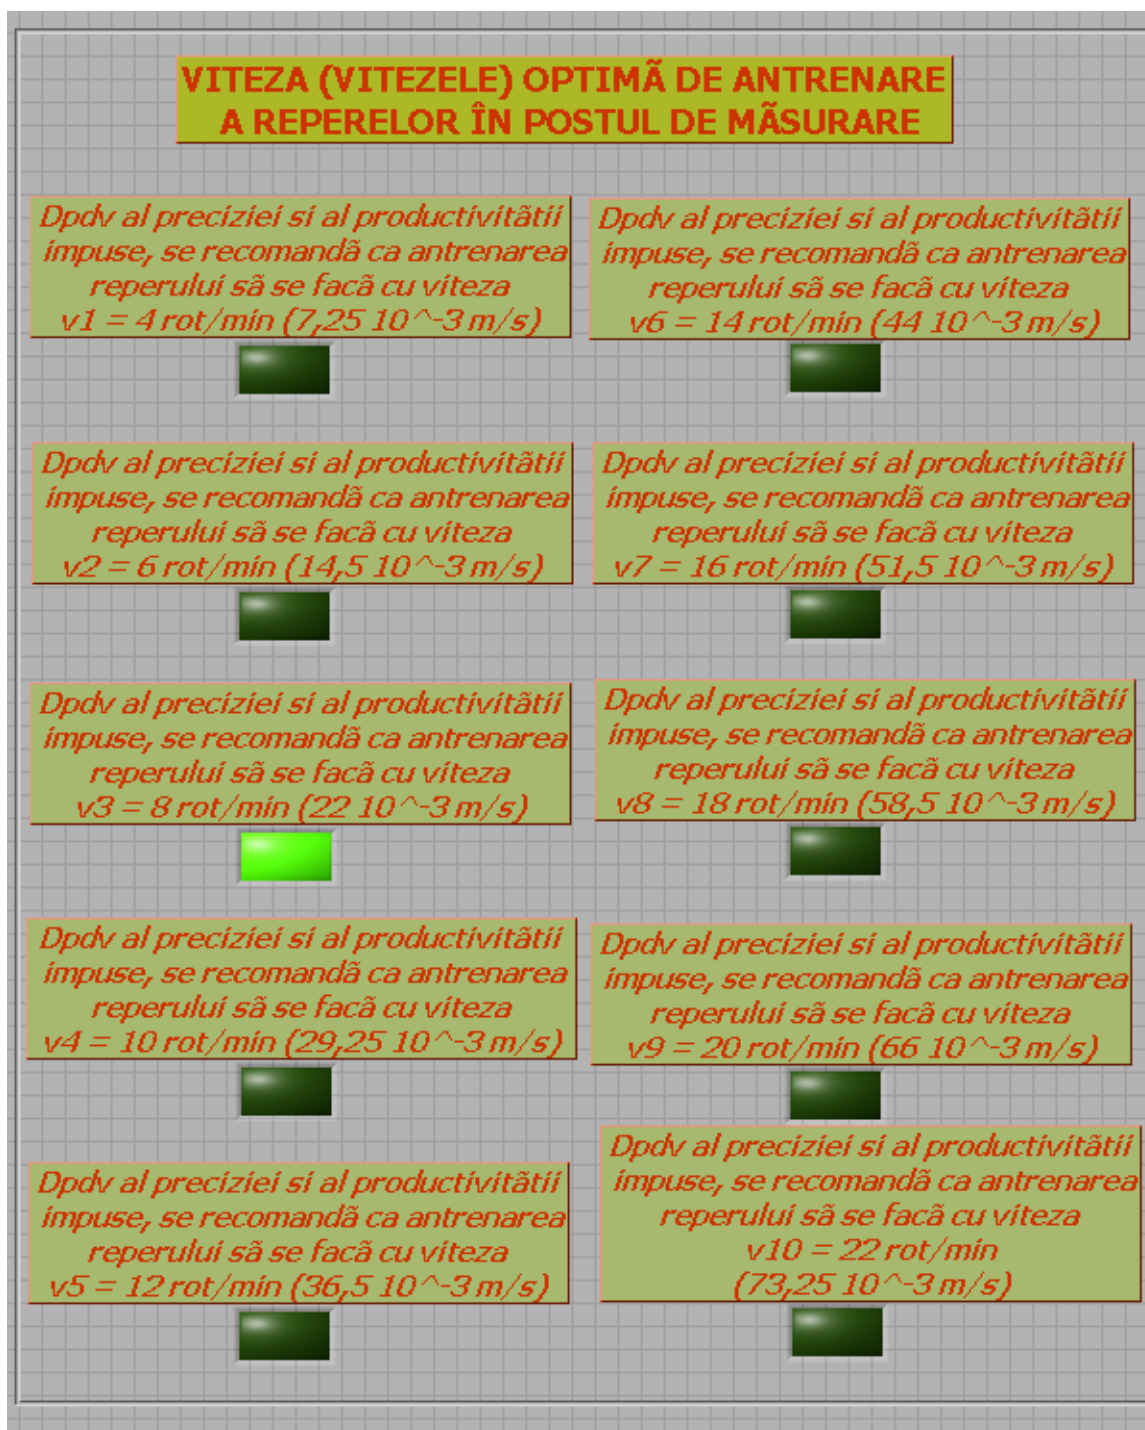 VITEZA (VITEZELE) OPTIMÃ DE ANTRENARE
A REPERELOR ÎN POSTUL DE MÃSURARE
Dpdv al preciziei si al productivitãtii
impuse, se recomandã ca antrenarea
reperului sã se facã cu viteza
v1 = 4 rot/min (7,25 10^-3 m/s)
Dpdv al preciziei si al productivitãtii
impuse, se recomandã ca antrenarea
reperului sã se facã cu viteza
v2 = 6 rot/min (14,5 10^-3 m/s)
Dpdv al preciziei si al productivitãtii
impuse, se recomandã ca antrenarea
reperului sã se facã cu viteza
v3 = 8 rot/min (22 10^-3 m/s)
Dpdv al preciziei si al productivitãtii
impuse, se recomandã ca antrenarea
reperului sã se facã cu viteza
v4 = 10 rot/min (29,25 10^-3 m/s)
Dpdv al preciziei si al productivitãtii
impuse, se recomandã ca antrenarea
reperului sã se facã cu viteza
v5 = 12 rot/min (36,5 10^-3 m/s)
Dpdv al preciziei si al productivitãtii
impuse, se recomandã ca antrenarea
reperului sã se facã cu viteza
v6 = 14 rot/min (44 10^-3 m/s)
Dpdv al preciziei si al productivitãtii
impuse, se recomandã ca antrenarea
reperului sã se facã cu viteza
v7 = 16 rot/min (51,5 10^-3 m/s)
Dpdv al preciziei si al productivitãtii
impuse, se recomandã ca antrenarea
reperului sã se facã cu viteza
v8 = 18 rot/min (58,5 10^-3 m/s)
Dpdv al preciziei si al productivitãtii
impuse, se recomandã ca antrenarea
reperului sã se facã cu viteza
v9 = 20 rot/min (66 10^-3 m/s)
Dpdv al preciziei si al productivitãtii
impuse, se recomandã ca antrenarea
reperului sã se facã cu viteza
v10 = 22 rot/min
(73,25 10^-3 m/s)